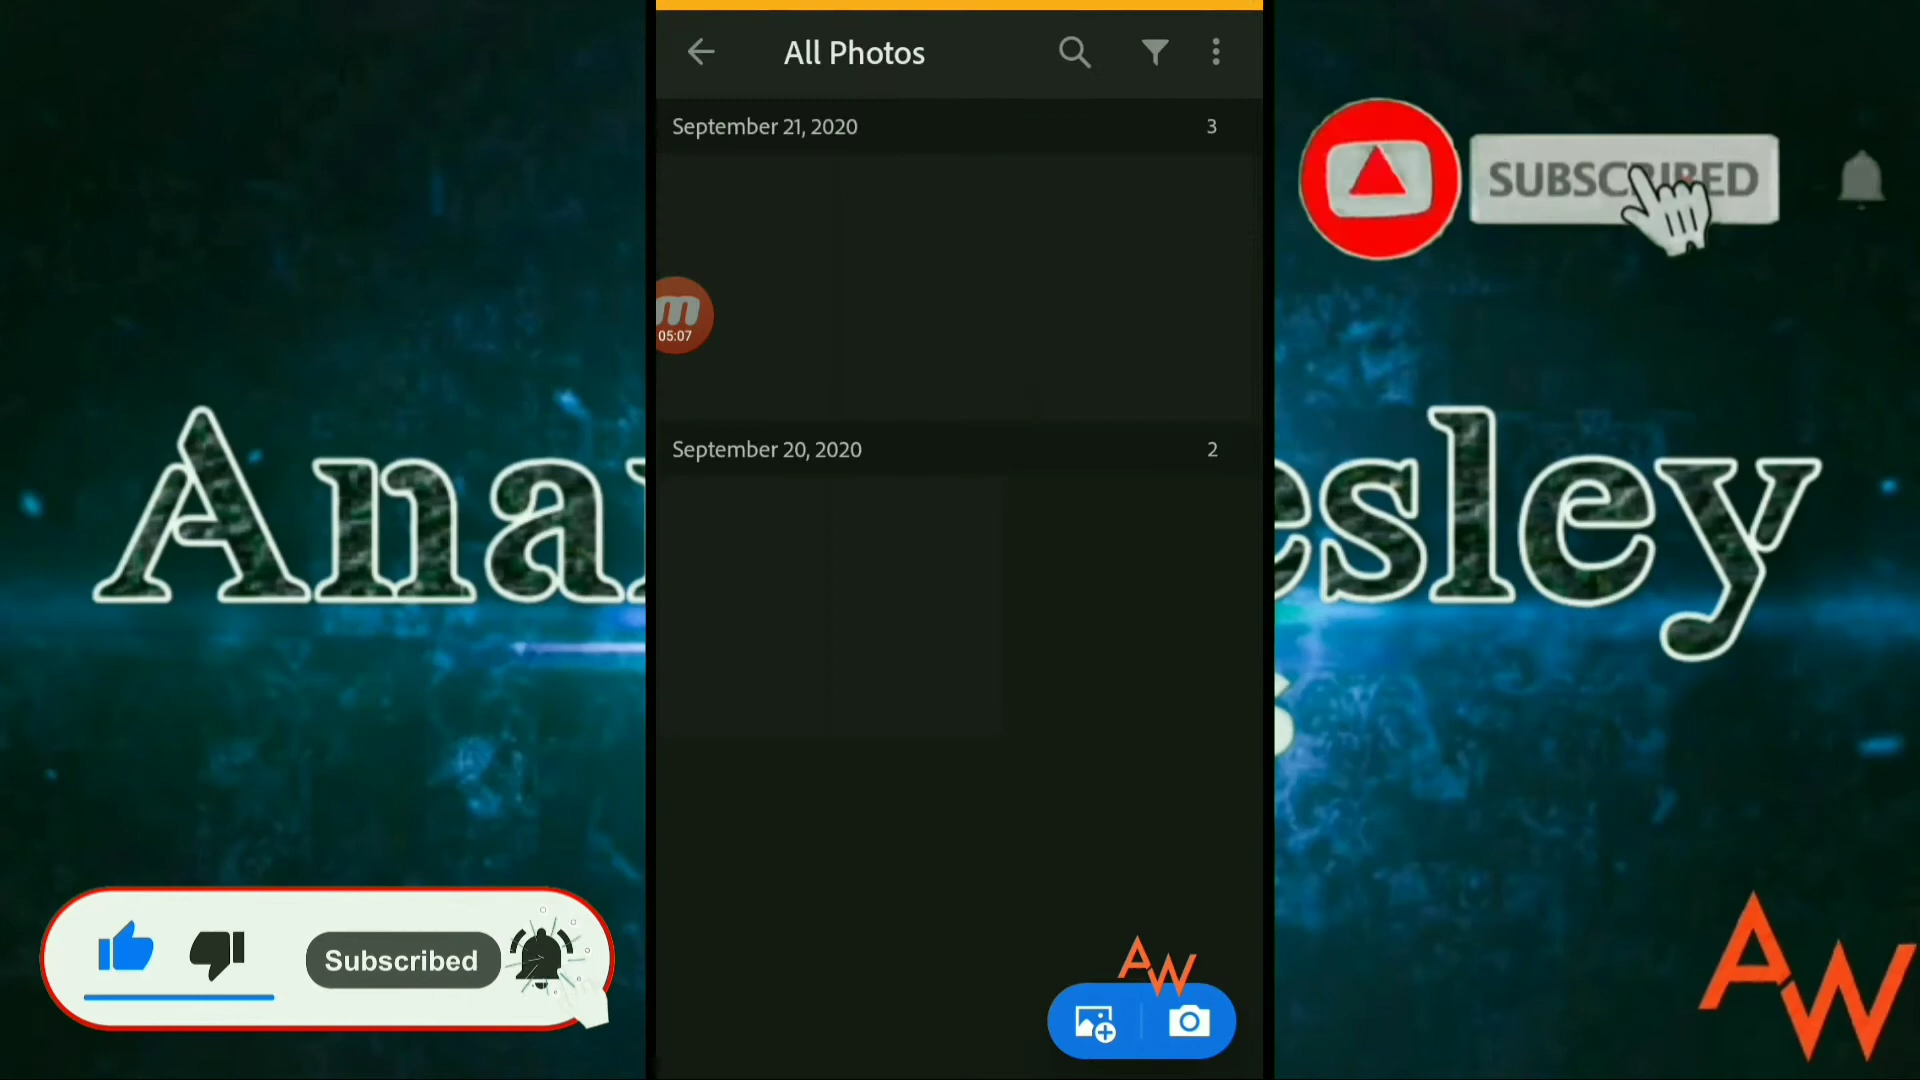 All Photos
September 21, 2020 3
SUBSCRIBED
m
05:07
September 20, 2020 2
Ana
esley
Subscribed
AW
AW